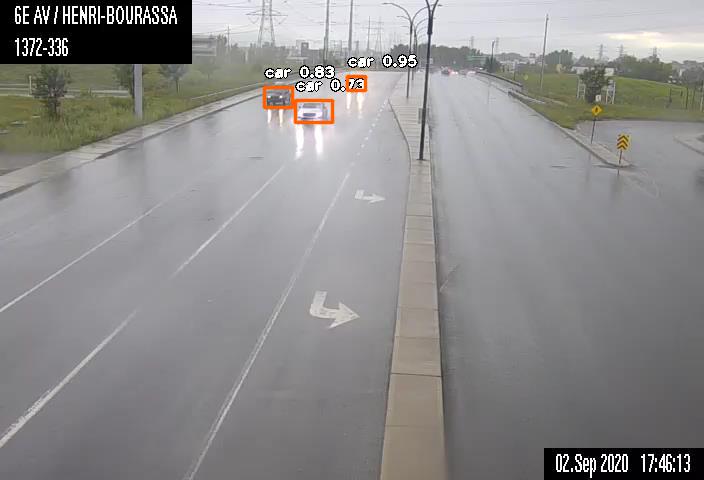 6E AV / HENRI-BOURASSA
1372-336
car 0.95
car 0.83
car 0.73
02.Sep 2020 17:46:13